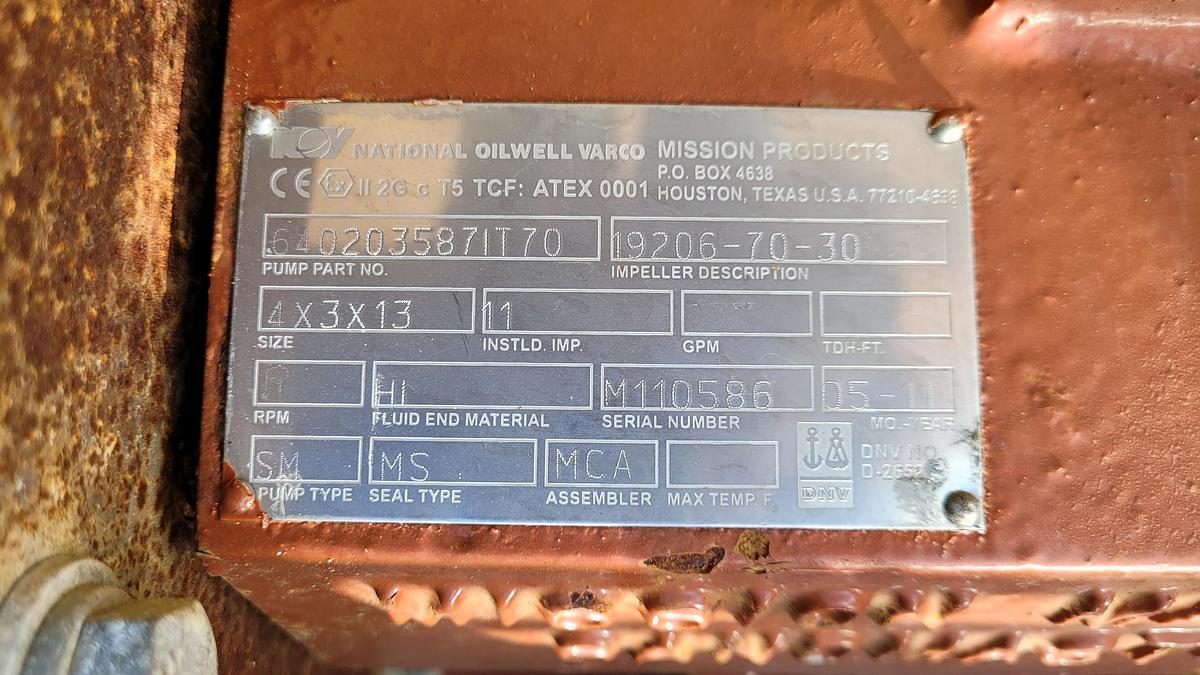 NOV NATIONAL OILWELL VARCO MISSION PRODUCTS
P.O. BOX 4638
CE Ex II 2G c T5 TCF: ATEX 0001 HOUSTON, TEXAS U.S.A. 77210-4638
640203587IT70 19206-70-30
PUMP PART NO. IMPELLER DESCRIPTION
4X3X13 11
SIZE INSTLD. IMP. GPM TDH-FT.
R HI M110586 05-11
RPM FLUID END MATERIAL SERIAL NUMBER MO.-YEAR
SM MS MCA
PUMP TYPE SEAL TYPE ASSEMBLER MAX TEMP. F.
DNV
DNV NO.